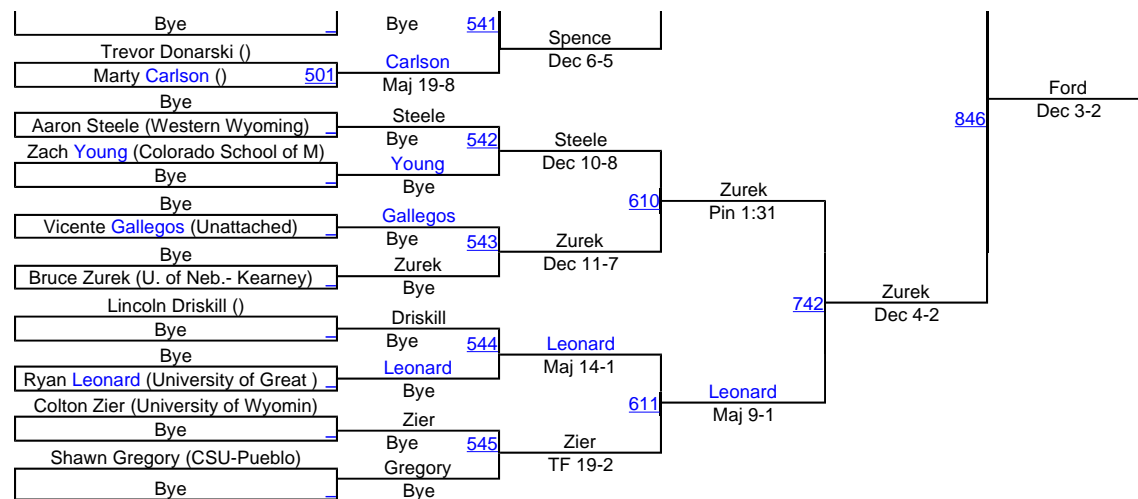 Bye
Bye 541
Spence
Trevor Donarski ()
Dec 6-5
Carlson
Marty Carlson () 501
Maj 19-8
Ford
Bye
Steele
846
Dec 3-2
Aaron Steele (Western Wyoming)
Bye 542
Steele
Zach Young (Colorado School of M)
Dec 10-8
Young
Bye
Bye
Zurek
610
Bye
Pin 1:31
Gallegos
Vicente Gallegos (Unattached)
Bye 543
Zurek
Bye
Dec 11-7
Zurek
Bruce Zurek (U. of Neb.- Kearney)
Bye
Zurek
Lincoln Driskill ()
742
Dec 4-2
Driskill
Bye
Bye 544
Leonard
Bye
Maj 14-1
Leonard
Ryan Leonard (University of Great )
Bye
Leonard
Colton Zier (University of Wyomin)
611
Maj 9-1
Zier
Bye
Bye 545
Zier
Shawn Gregory (CSU-Pueblo)
TF 19-2
Gregory
Bye
Bye